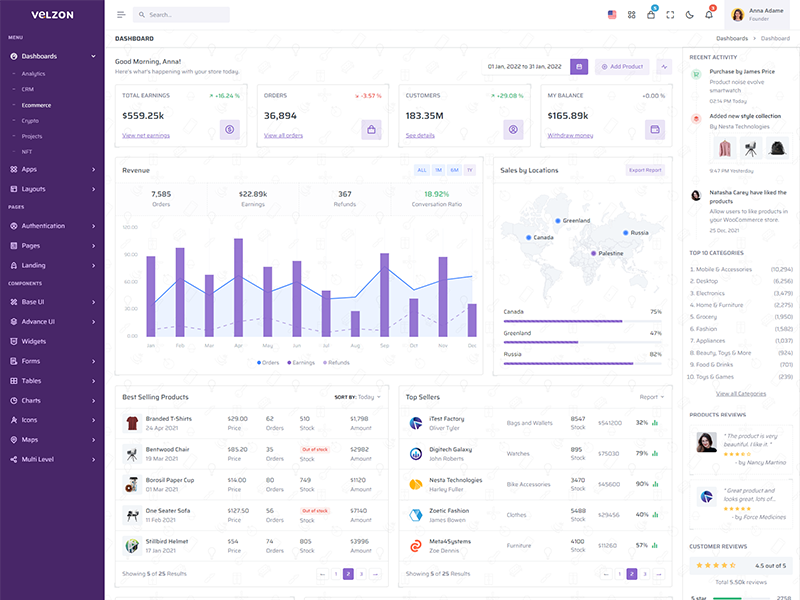 VELZON
MENU
Dashboards
Analytics
CRM
Ecommerce
Crypto
Projects
NFT
Apps
Layouts
PAGES
Authentication
Pages
Landing
COMPONENTS
Base UI
Advance UI
Widgets
Forms
Tables
Charts
Icons
Maps
Multi Level
Search...
5
3
Anna Adame
Founder
DASHBOARD
Dashboards > Dashboard
Good Morning, Anna!
Here's what's happening with your store today.
01 Jan, 2022 to 31 Jan, 2022
Add Product
TOTAL EARNINGS +16.24 %
$559.25k
View net earnings
ORDERS -3.57 %
36,894
View all orders
CUSTOMERS +29.08 %
183.35M
See details
MY BALANCE +0.00 %
$165.89k
Withdraw money
Revenue
ALL 1M 6M 1Y
7,585 $22.89k 367 18.92%
Orders Earnings Refunds Conversation Ratio
120.00
90.00
60.00
30.00
0.00
Jan Feb Mar Apr May Jun Jul Aug Sep Oct Nov Dec
Orders Earnings Refunds
Sales by Locations
Export Report
Greenland
Canada
Russia
Palestine
Canada 75%
Greenland 47%
Russia 82%
Best Selling Products
SORT BY: Today
Branded T-Shirts $29.00 62 510 $1,798
24 Apr 2021 Price Orders Stock Amount
Bentwood Chair $85.20 35 Out of stock $2982
19 Mar 2021 Price Orders Amount
Borosil Paper Cup $14.00 80 749 $1120
01 Mar 2021 Price Orders Stock Amount
One Seater Sofa $127.50 56 Out of stock $7140
11 Feb 2021 Price Orders Amount
Stillbird Helmet $54 74 805 $3996
17 Jan 2021 Price Orders Stock Amount
Showing 5 of 25 Results
← 1 2 3 →
Top Sellers
Report
iTest Factory Bags and Wallets 8547 $541200 32%
Oliver Tyler Stock
Digitech Galaxy Watches 895 $75030 79%
John Roberts Stock
Nesta Technologies Bike Accessories 3470 $45600 90%
Harley Fuller Stock
Zoetic Fashion Clothes 5488 $29456 40%
James Bowen Stock
Meta4Systems Furniture 4100 $11260 57%
Zoe Dennis Stock
Showing 5 of 25 Results
← 1 2 3 →
RECENT ACTIVITY
Purchase by James Price
Product noise evolve
smartwatch
02:14 PM Today
Added new style collection
By Nesta Technologies
9:47 PM Yesterday
Natasha Carey have liked the
products
Allow users to like products in
your WooCommerce store.
25 Dec, 2021
TOP 10 CATEGORIES
1. Mobile & Accessories (10,294)
2. Desktop (6,256)
3. Electronics (3,479)
4. Home & Furniture (2,275)
5. Grocery (1,950)
6. Fashion (1,582)
7. Appliances (1,037)
8. Beauty, Toys & More (924)
9. Food & Drinks (701)
10. Toys & Games (239)
View all Categories
PRODUCTS REVIEWS
" The product is very
beautiful. I like it. "
- by Nancy Martino
" Great product and
looks great, lots of...
- by Force Medicines
CUSTOMER REVIEWS
4.5 out of 5
Total 5.50k reviews
5 star 2758